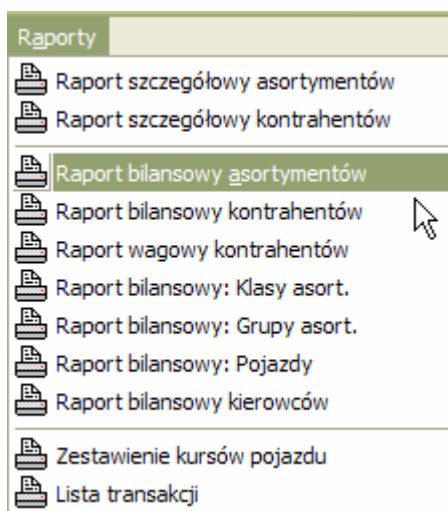 Raporty
Raport szczegółowy asortymentów
Raport szczegółowy kontrahentów
Raport bilansowy asortymentów
Raport bilansowy kontrahentów
Raport wagowy kontrahentów
Raport bilansowy: Klasy asort.
Raport bilansowy: Grupy asort.
Raport bilansowy: Pojazdy
Raport bilansowy kierowców
Zestawienie kursów pojazdu
Lista transakcji